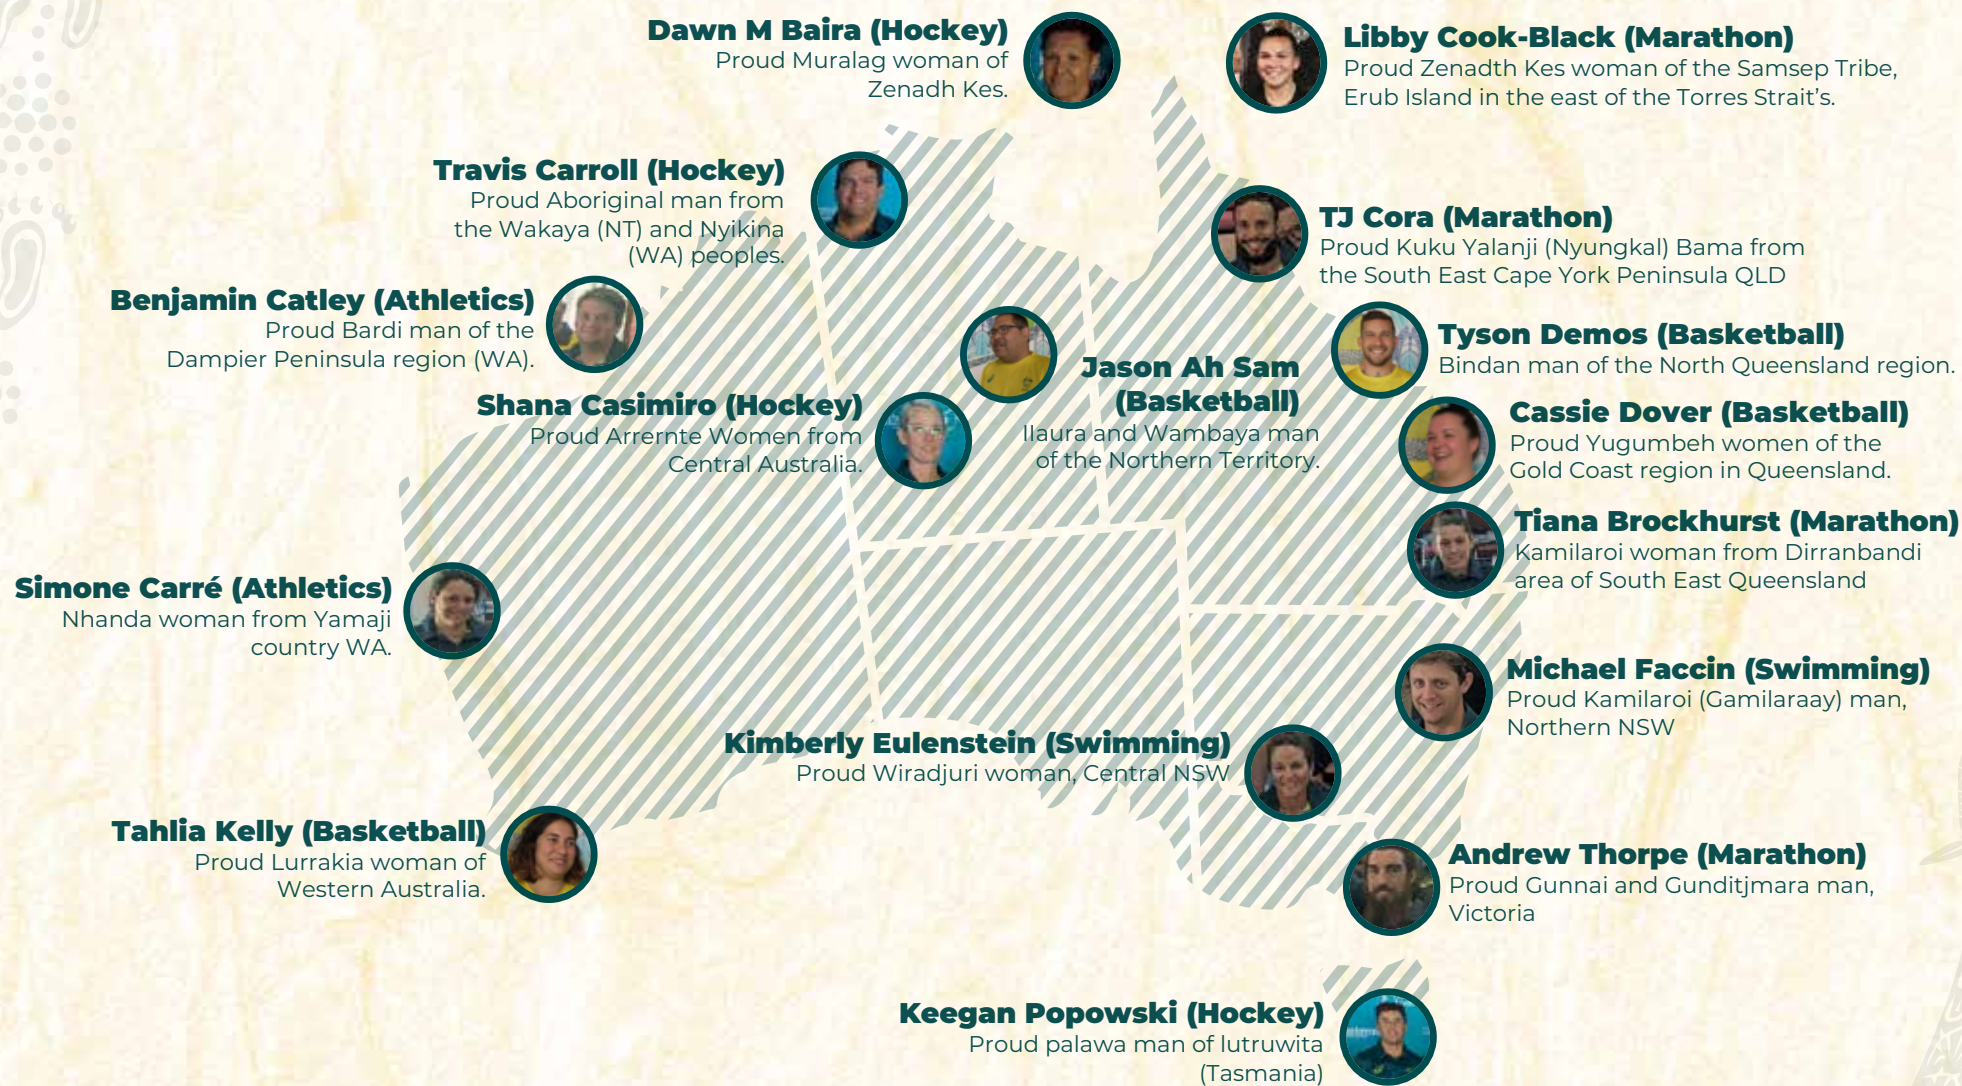 Dawn M Baira (Hockey)
Proud Muralag woman of
Zenadh Kes.
Libby Cook-Black (Marathon)
Proud Zenadth Kes woman of the Samsep Tribe,
Erub Island in the east of the Torres Strait's.
Travis Carroll (Hockey)
Proud Aboriginal man from
the Wakaya (NT) and Nyikina
(WA) peoples.
TJ Cora (Marathon)
Proud Kuku Yalanji (Nyungkal) Bama from
the South East Cape York Peninsula QLD
Benjamin Catley (Athletics)
Proud Bardi man of the
Dampier Peninsula region (WA).
Tyson Demos (Basketball)
Bindan man of the North Queensland region.
Jason Ah Sam
(Basketball)
Ilaura and Wambaya man
of the Northern Territory.
Shana Casimiro (Hockey)
Proud Arrernte Women from
Central Australia.
Cassie Dover (Basketball)
Proud Yugumbeh women of the
Gold Coast region in Queensland.
Tiana Brockhurst (Marathon)
Kamilaroi woman from Dirranbandi
area of South East Queensland
Simone Carré (Athletics)
Nhanda woman from Yamaji
country WA.
Michael Faccin (Swimming)
Proud Kamilaroi (Gamilaraay) man,
Northern NSW
Kimberly Eulenstein (Swimming)
Proud Wiradjuri woman, Central NSW
Tahlia Kelly (Basketball)
Proud Lurrakia woman of
Western Australia.
Andrew Thorpe (Marathon)
Proud Gunnai and Gunditjmara man,
Victoria
Keegan Popowski (Hockey)
Proud palawa man of lutruwita
(Tasmania)